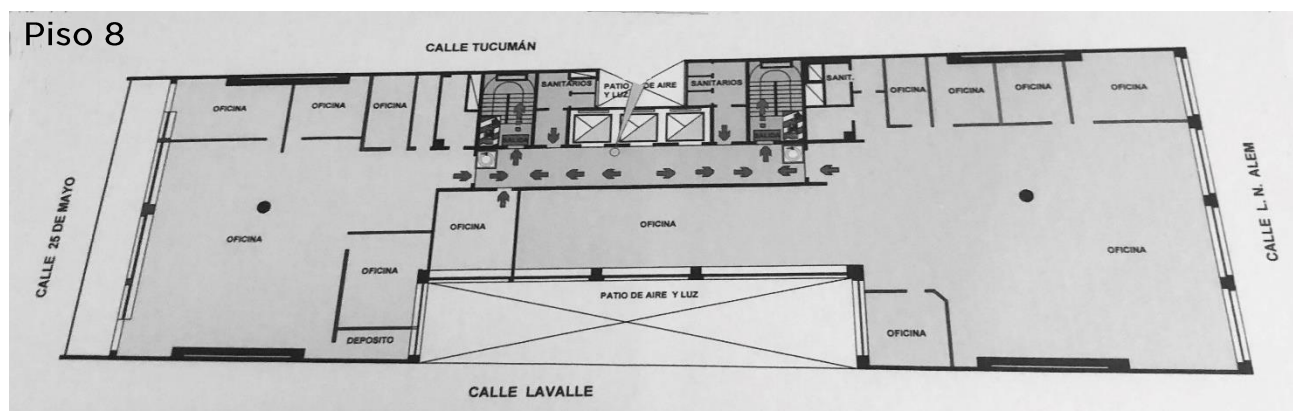 Piso 8
CALLE TUCUMÁN
SANITARIOS
PATIO DE AIRE
Y LUZ
SANITARIOS
SANIT.
OFICINA
OFICINA
OFICINA
OFICINA
OFICINA
OFICINA
OFICINA
SALIDA
SALIDA
CALLE 25 DE MAYO
CALLE L. N. ALEM
OFICINA
OFICINA
OFICINA
OFICINA
OFICINA
PATIO DE AIRE Y LUZ
DEPOSITO
OFICINA
CALLE LAVALLE